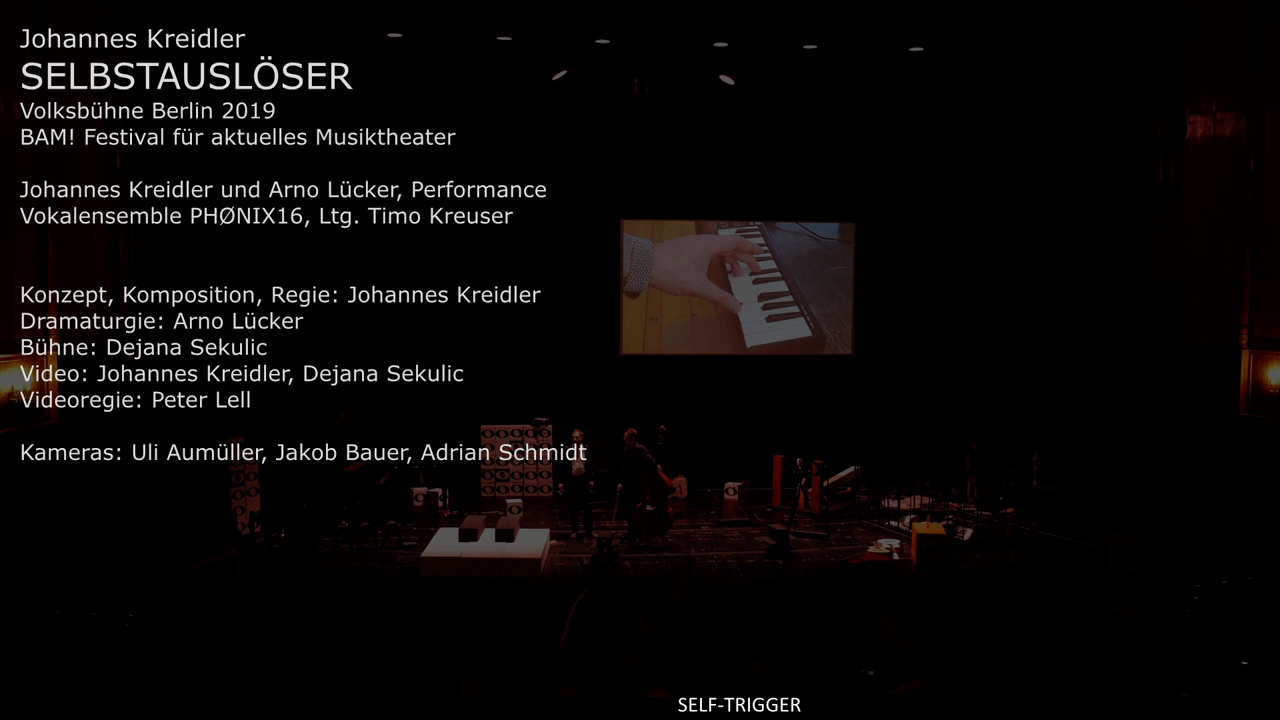 Johannes Kreidler
SELBSTAUSLÖSER
Volksbühne Berlin 2019
BAM! Festival für aktuelles Musiktheater
Johannes Kreidler und Arno Lücker, Performance
Vokalensemble PHØNIX16, Ltg. Timo Kreuser
Konzept, Komposition, Regie: Johannes Kreidler
Dramaturgie: Arno Lücker
Bühne: Dejana Sekulic
Video: Johannes Kreidler, Dejana Sekulic
Videoregie: Peter Lell
Kameras: Uli Aumüller, Jakob Bauer, Adrian Schmidt
SELF-TRIGGER